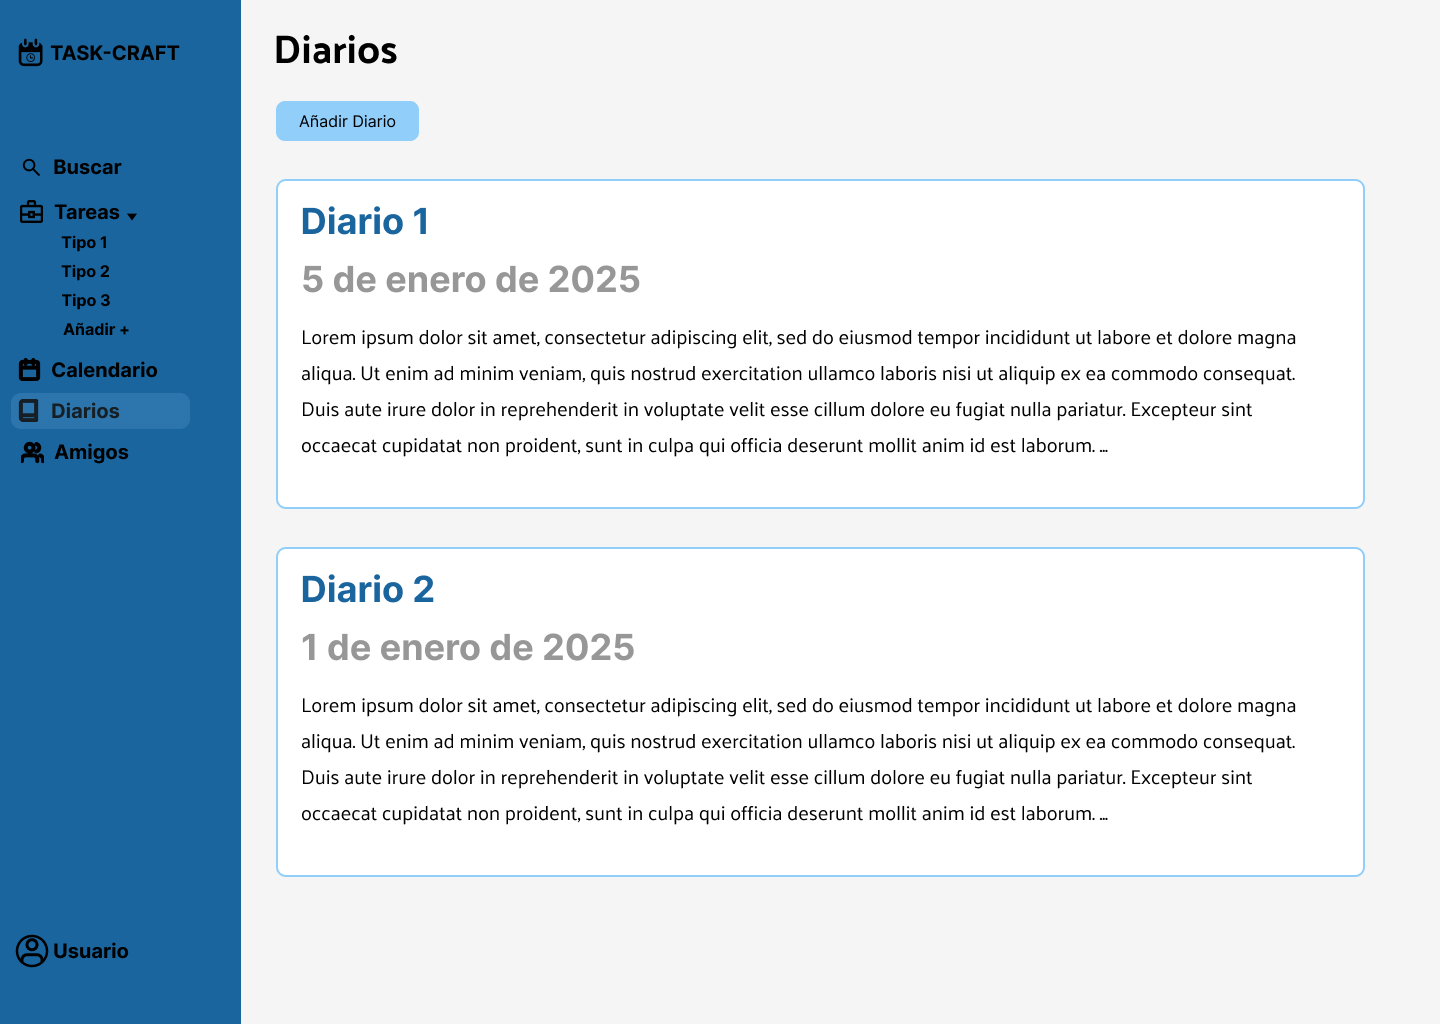 TASK-CRAFT
Buscar
Tareas
Tipo 1
Tipo 2
Tipo 3
Añadir +
Calendario
Diarios
Amigos
Usuario
Diarios
Añadir Diario
Diario 1
5 de enero de 2025
Lorem ipsum dolor sit amet, consectetur adipiscing elit, sed do eiusmod tempor incididunt ut labore et dolore magna
aliqua. Ut enim ad minim veniam, quis nostrud exercitation ullamco laboris nisi ut aliquip ex ea commodo consequat.
Duis aute irure dolor in reprehenderit in voluptate velit esse cillum dolore eu fugiat nulla pariatur. Excepteur sint
occaecat cupidatat non proident, sunt in culpa qui officia deserunt mollit anim id est laborum. ...
Diario 2
1 de enero de 2025
Lorem ipsum dolor sit amet, consectetur adipiscing elit, sed do eiusmod tempor incididunt ut labore et dolore magna
aliqua. Ut enim ad minim veniam, quis nostrud exercitation ullamco laboris nisi ut aliquip ex ea commodo consequat.
Duis aute irure dolor in reprehenderit in voluptate velit esse cillum dolore eu fugiat nulla pariatur. Excepteur sint
occaecat cupidatat non proident, sunt in culpa qui officia deserunt mollit anim id est laborum. ...